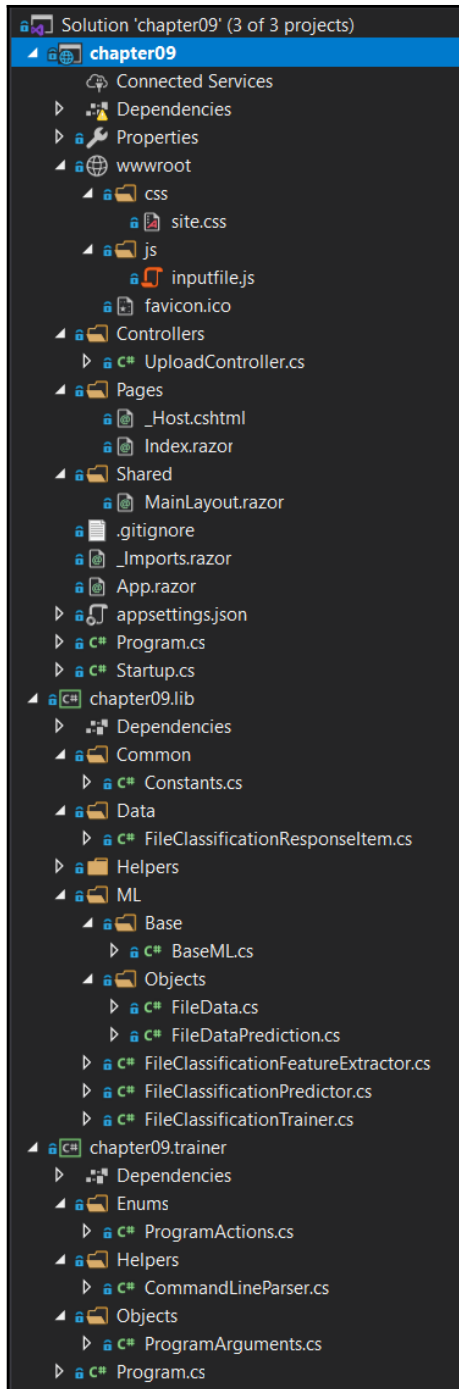 Solution 'chapter09' (3 of 3 projects)
chapter09
Connected Services
Dependencies
Properties
wwwroot
css
site.css
js
inputfile.js
favicon.ico
Controllers
C# UploadController.cs
Pages
_Host.cshtml
Index.razor
Shared
MainLayout.razor
.gitignore
_Imports.razor
App.razor
appsettings.json
C# Program.cs
C# Startup.cs
C# chapter09.lib
Dependencies
Common
C# Constants.cs
Data
C# FileClassificationResponseItem.cs
Helpers
ML
Base
C# BaseML.cs
Objects
C# FileData.cs
C# FileDataPrediction.cs
C# FileClassificationFeatureExtractor.cs
C# FileClassificationPredictor.cs
C# FileClassificationTrainer.cs
C# chapter09.trainer
Dependencies
Enums
C# ProgramActions.cs
Helpers
C# CommandLineParser.cs
Objects
C# ProgramArguments.cs
C# Program.cs